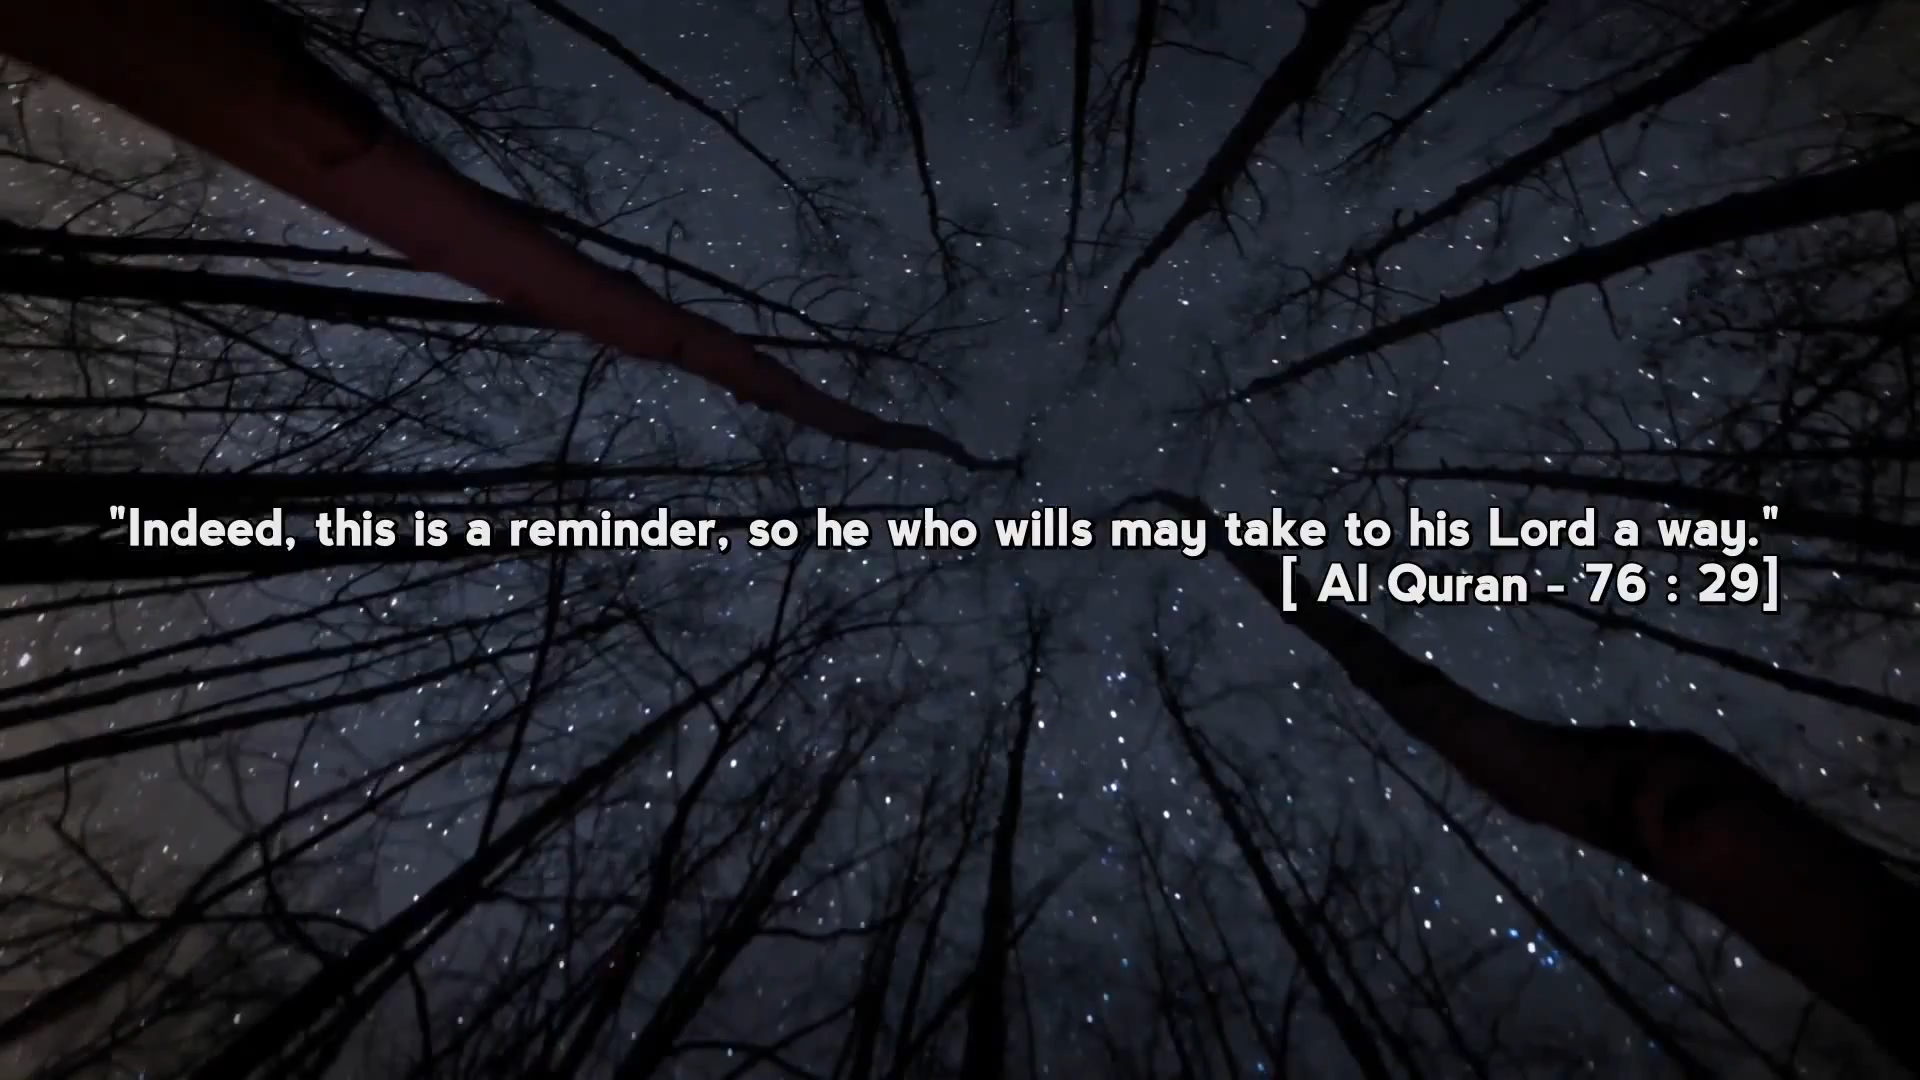 "Indeed, this is a reminder, so he who wills may take to his Lord a way."
[ Al Quran - 76 : 29]